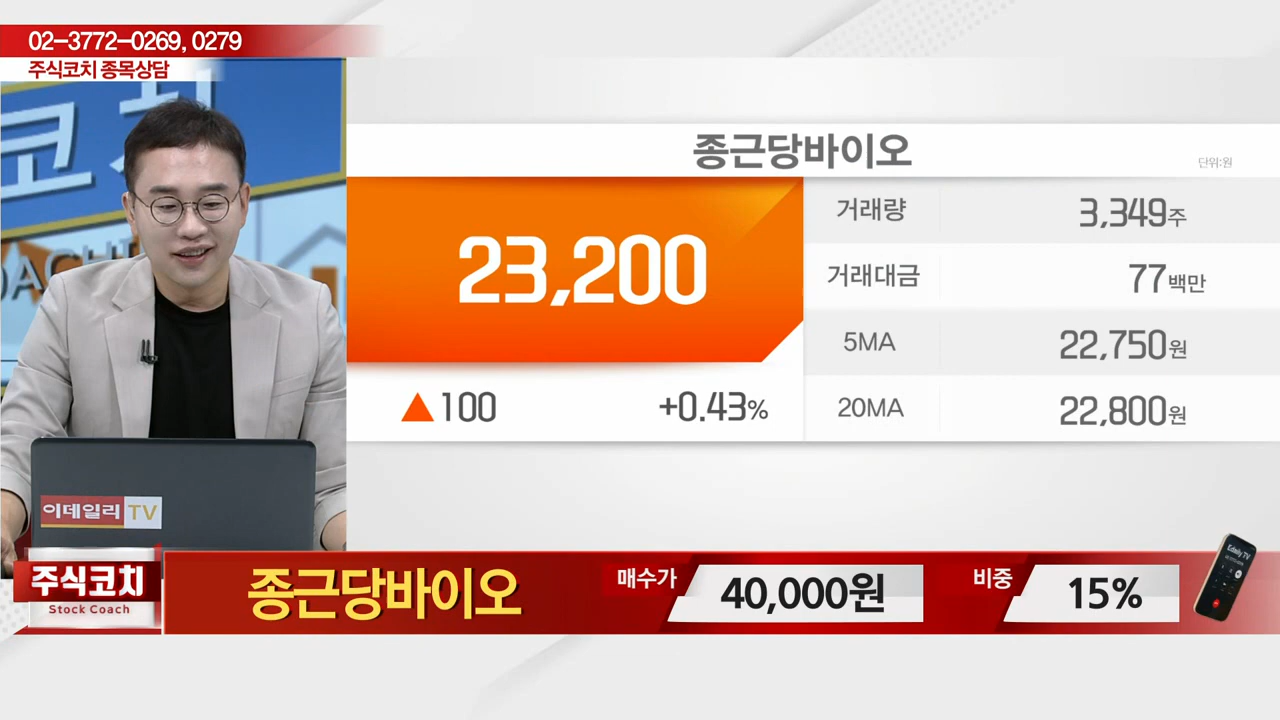 02-3772-0269, 0279
주식코치 종목상담
코치
종근당바이오
단위:원
23,200
▲100 +0.43%
거래량 3,349주
거래대금 77백만
5MA 22,750원
20MA 22,800원
이데일리TV
주식코치
Stock Coach
종근당바이오
매수가 40,000원
비중 15%
Edaily TV